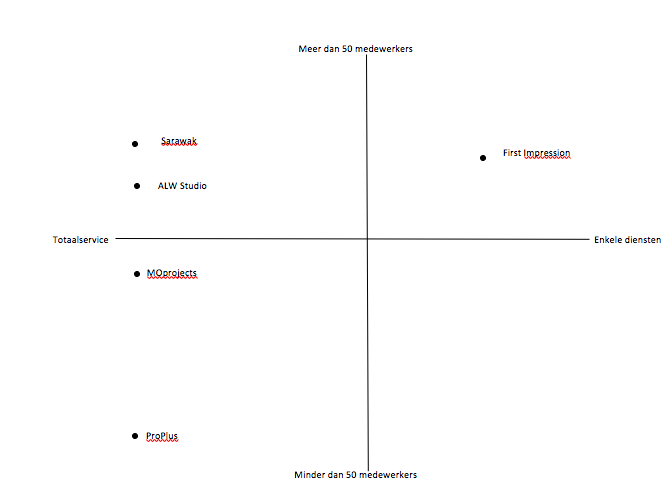 Meer dan 50 medewerkers
Sarawak
First Impression
ALW Studio
Totaalservice
Enkele diensten
MOprojects
ProPlus
Minder dan 50 medewerkers